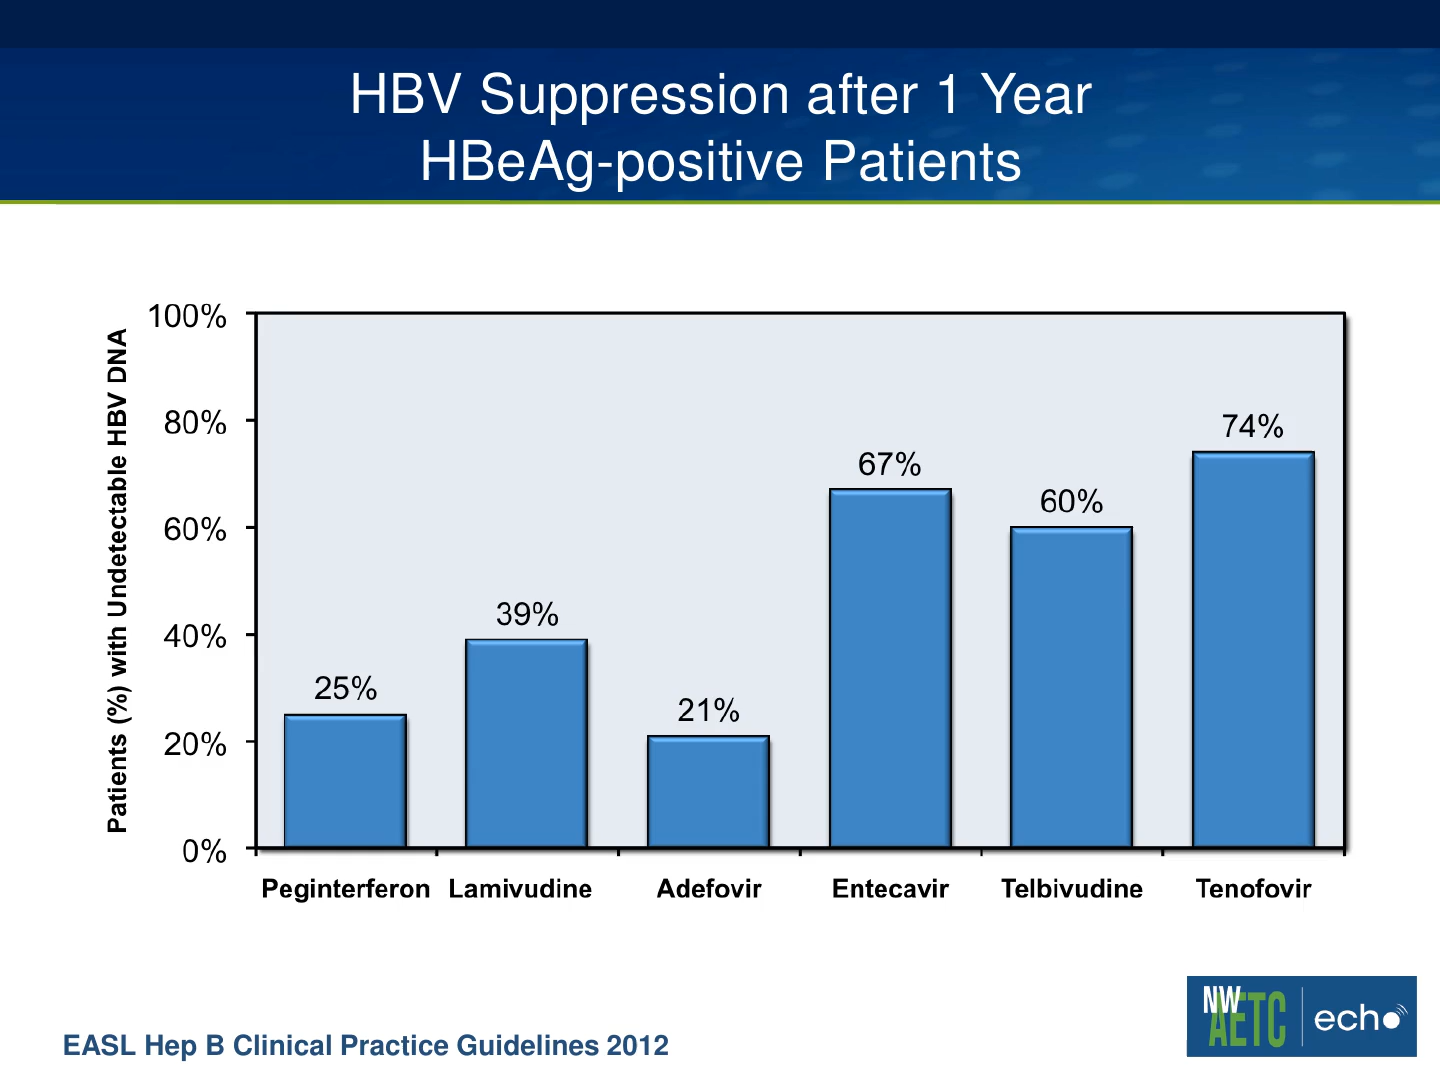 HBV Suppression after 1 Year
HBeAg-positive Patients
Patients (%) with Undetectable HBV DNA
100%
80%
60%
40%
20%
0%
25%
39%
21%
67%
60%
74%
Peginterferon Lamivudine Adefovir Entecavir Telbivudine Tenofovir
EASL Hep B Clinical Practice Guidelines 2012
NW
AETC
echo